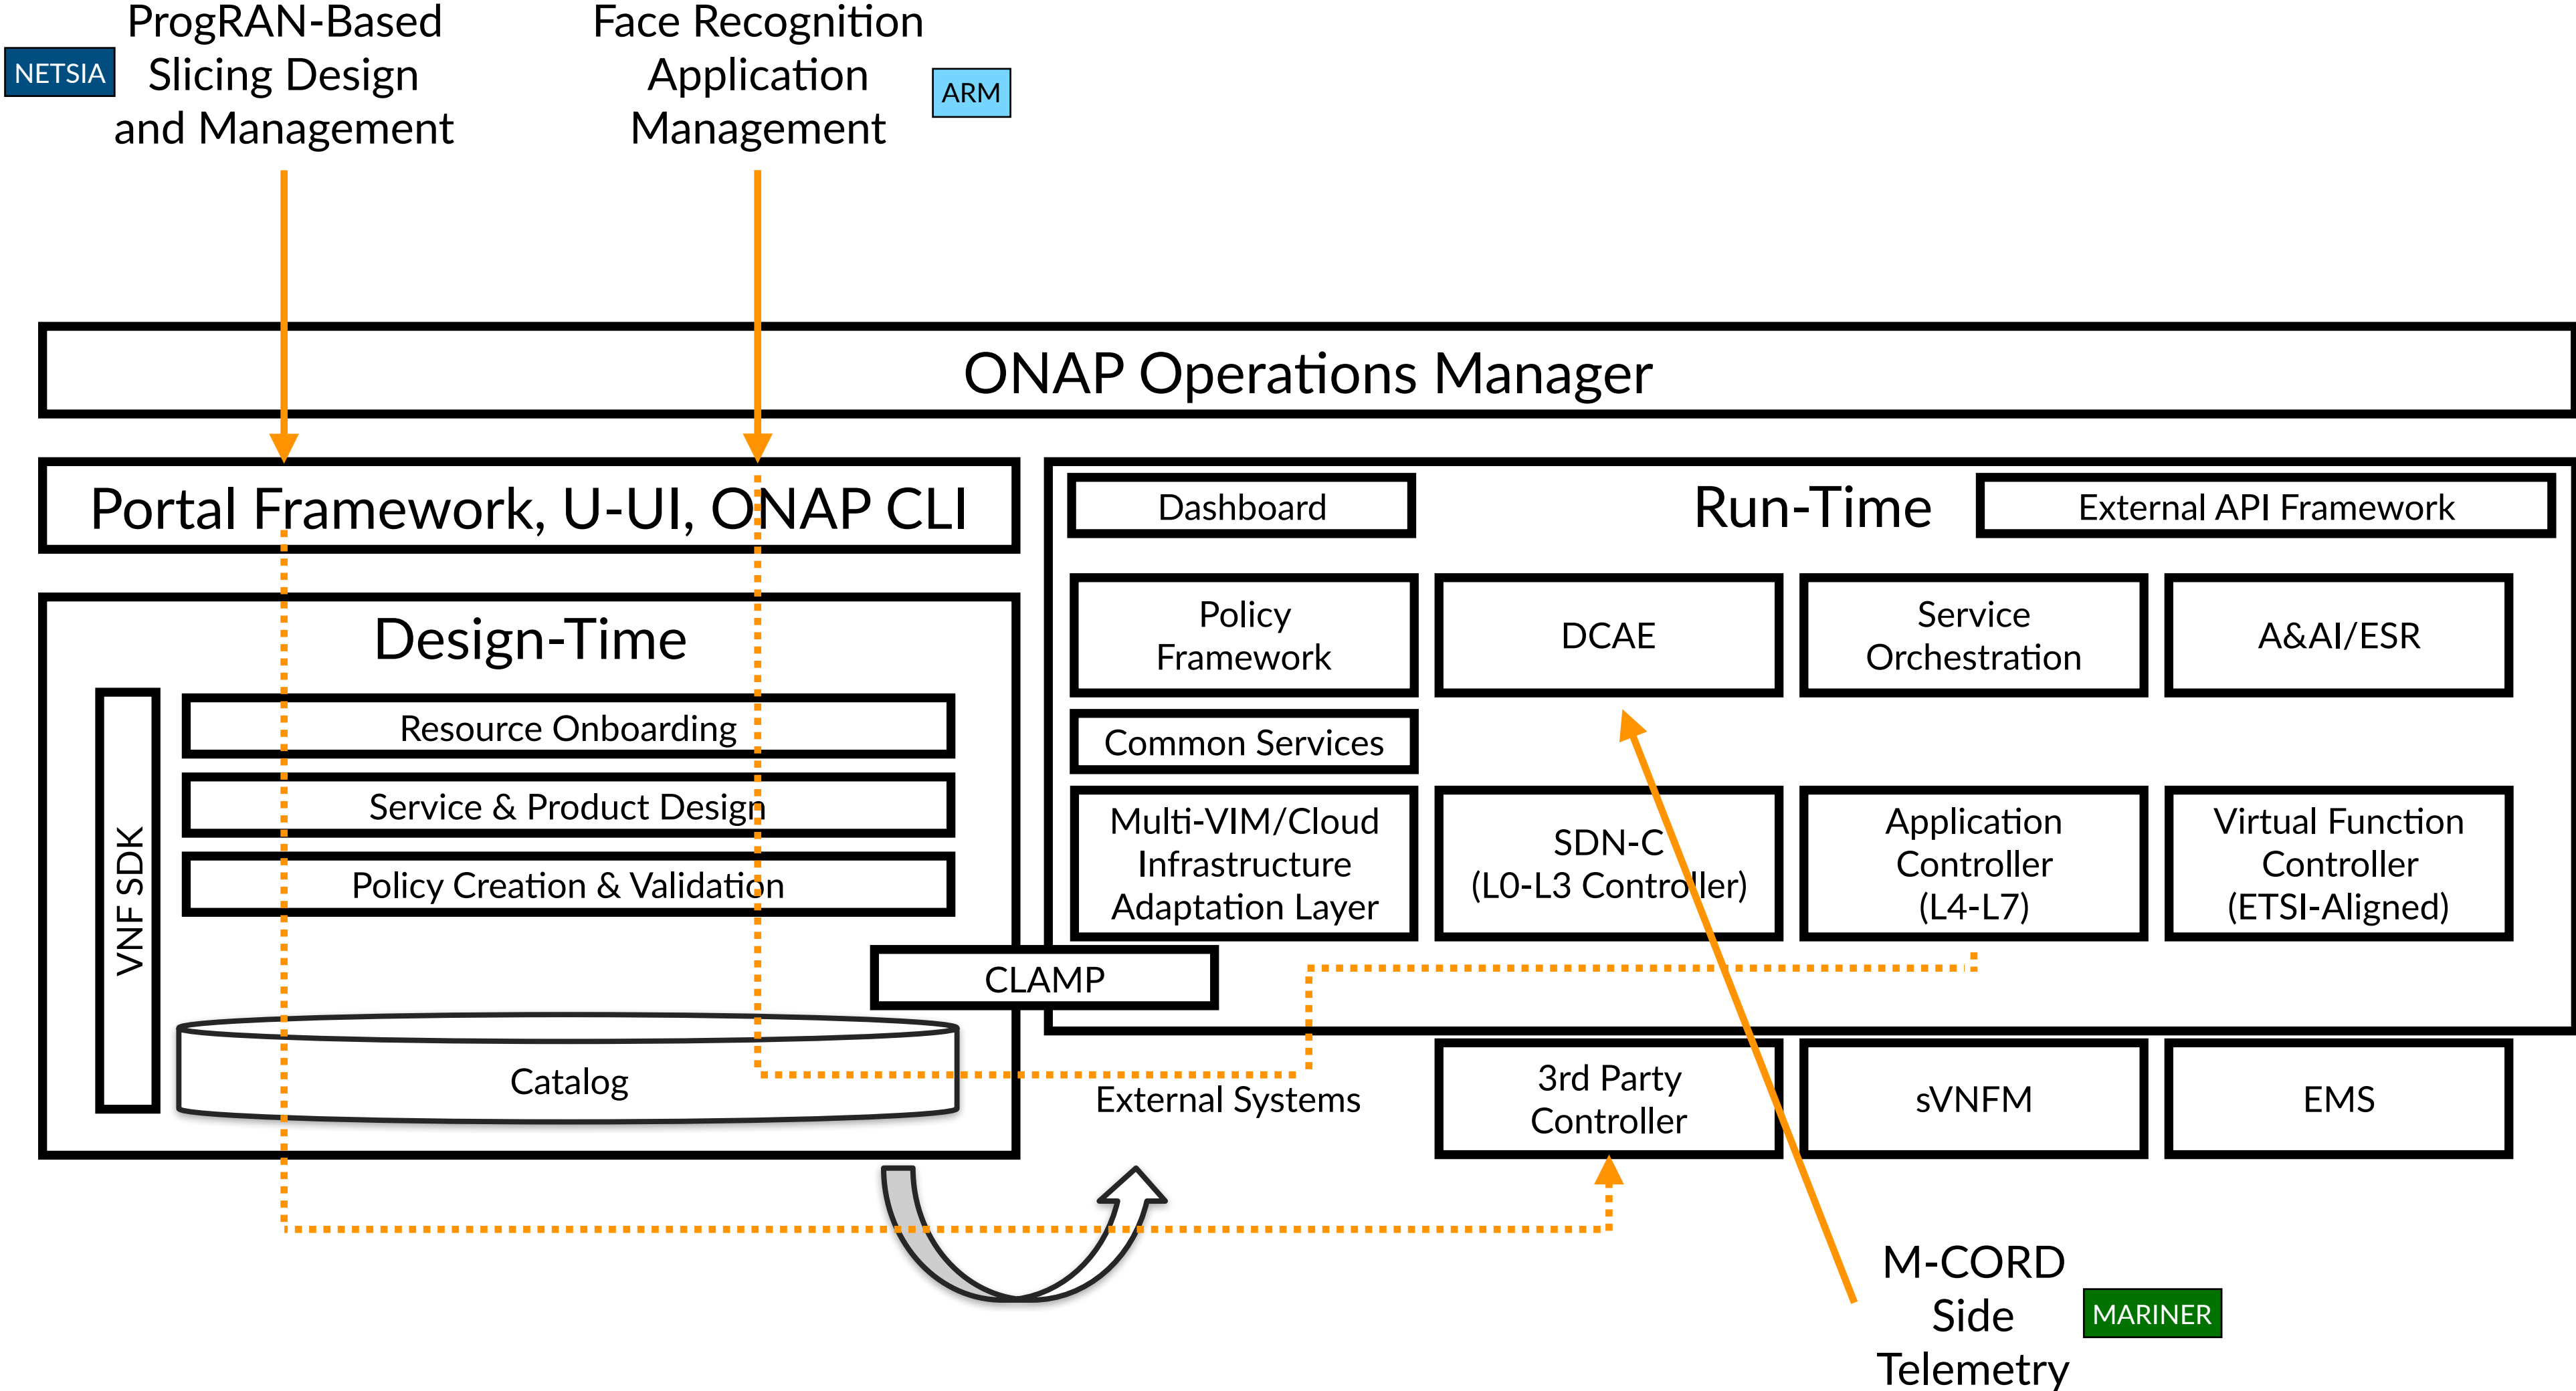 ProgRAN-Based
Slicing Design
and Management
NETSIA
Face Recognition
Application
Management
ARM
ONAP Operations Manager
Portal Framework, U-UI, ONAP CLI
Design-Time
VNF SDK
Resource Onboarding
Service & Product Design
Policy Creation & Validation
Catalog
CLAMP
Dashboard
Run-Time
External API Framework
Policy
Framework
DCAE
Service
Orchestration
A&AI/ESR
Common Services
Multi-VIM/Cloud
Infrastructure
Adaptation Layer
SDN-C
(L0-L3 Controller)
Application
Controller
(L4-L7)
Virtual Function
Controller
(ETSI-Aligned)
External Systems
3rd Party
Controller
sVNFM
EMS
M-CORD
Side
Telemetry
MARINER